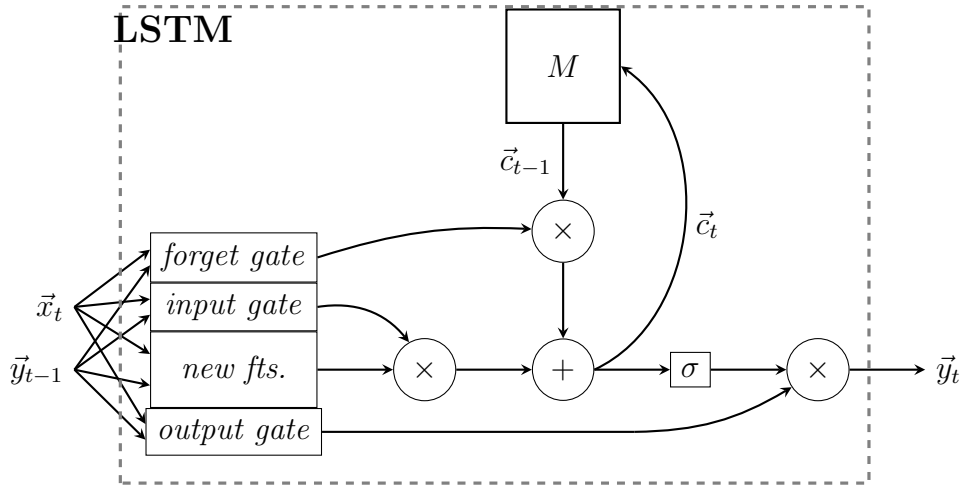 LSTM
M
c⃗ₜ₋₁
×
c⃗ₜ
forget gate
x⃗ₜ
input gate
y⃗ₜ₋₁
new fts.
×
+
σ
×
y⃗ₜ
output gate